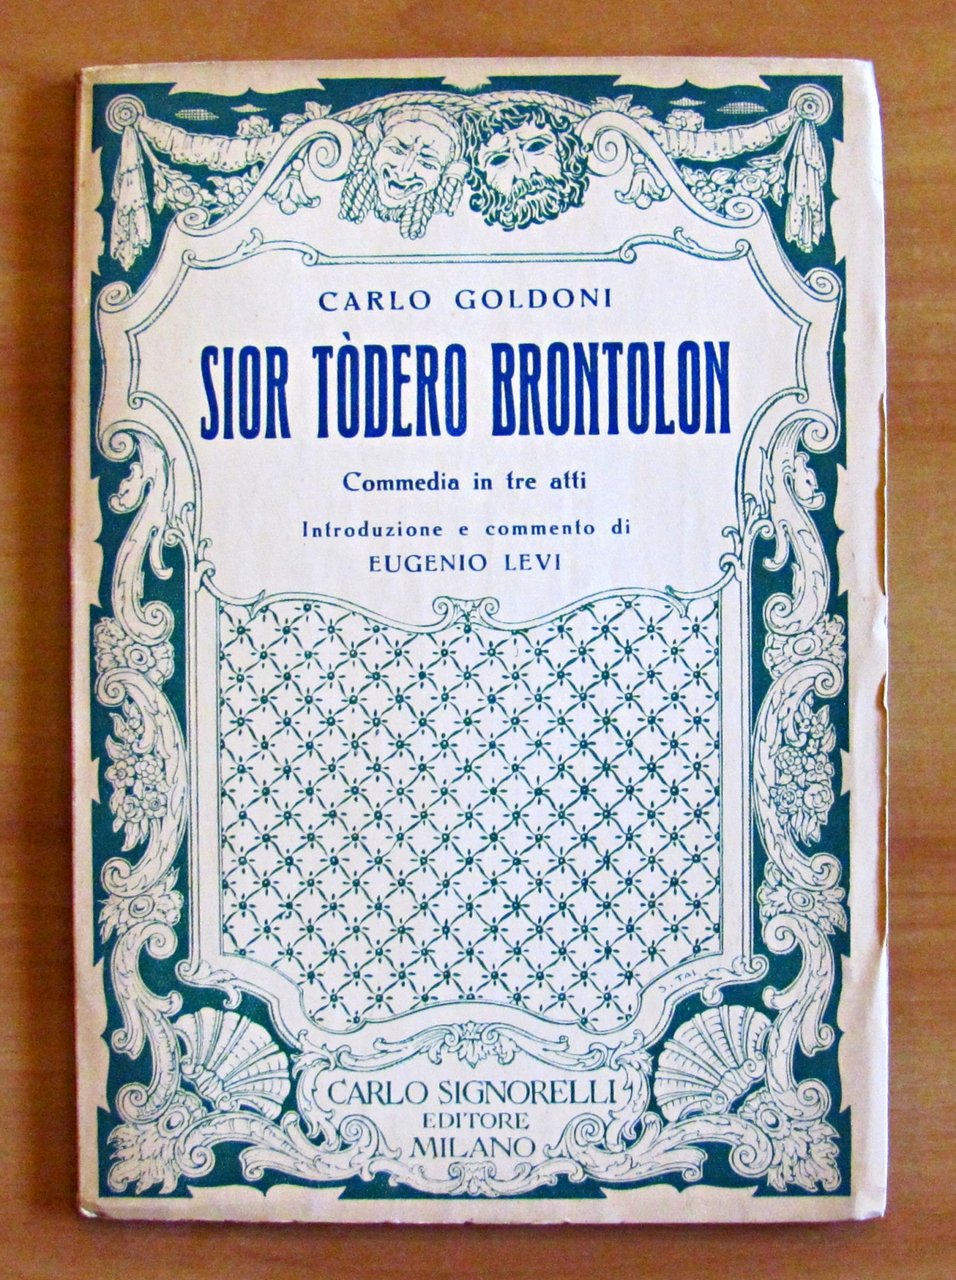 CARLO GOLDONI
SIOR TÒDERO BRONTOLON
Commedia in tre atti
Introduzione e commento di
EUGENIO LEVI
CARLO SIGNORELLI
EDITORE
MILANO